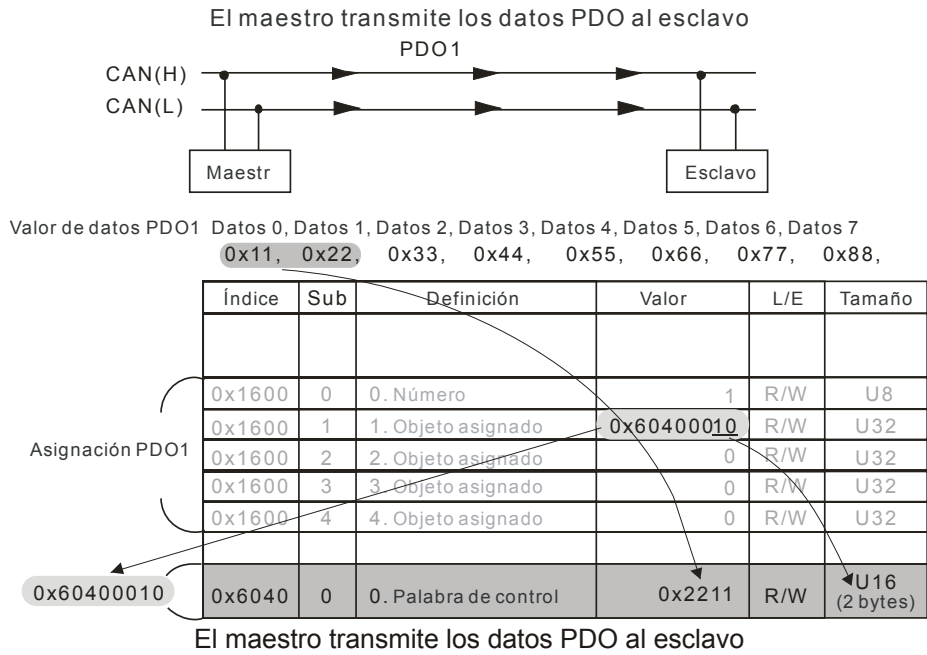 El maestro transmite los datos PDO al esclavo
PDO1
CAN(H)
CAN(L)
Maestr
Esclavo
Valor de datos PDO1 Datos 0, Datos 1, Datos 2, Datos 3, Datos 4, Datos 5, Datos 6, Datos 7
0x11, 0x22, 0x33, 0x44, 0x55, 0x66, 0x77, 0x88,
Índice Sub Definición Valor L/E Tamaño
0x1600 0 0. Número 1 R/W U8
0x1600 1 1. Objeto asignado 0x60400010 R/W U32
Asignación PDO1
0x1600 2 2. Objeto asignado 0 R/W U32
0x1600 3 3. Objeto asignado 0 R/W U32
0x1600 4 4. Objeto asignado 0 R/W U32
0x60400010
0x6040 0 0. Palabra de control 0x2211 R/W U16
(2 bytes)
El maestro transmite los datos PDO al esclavo